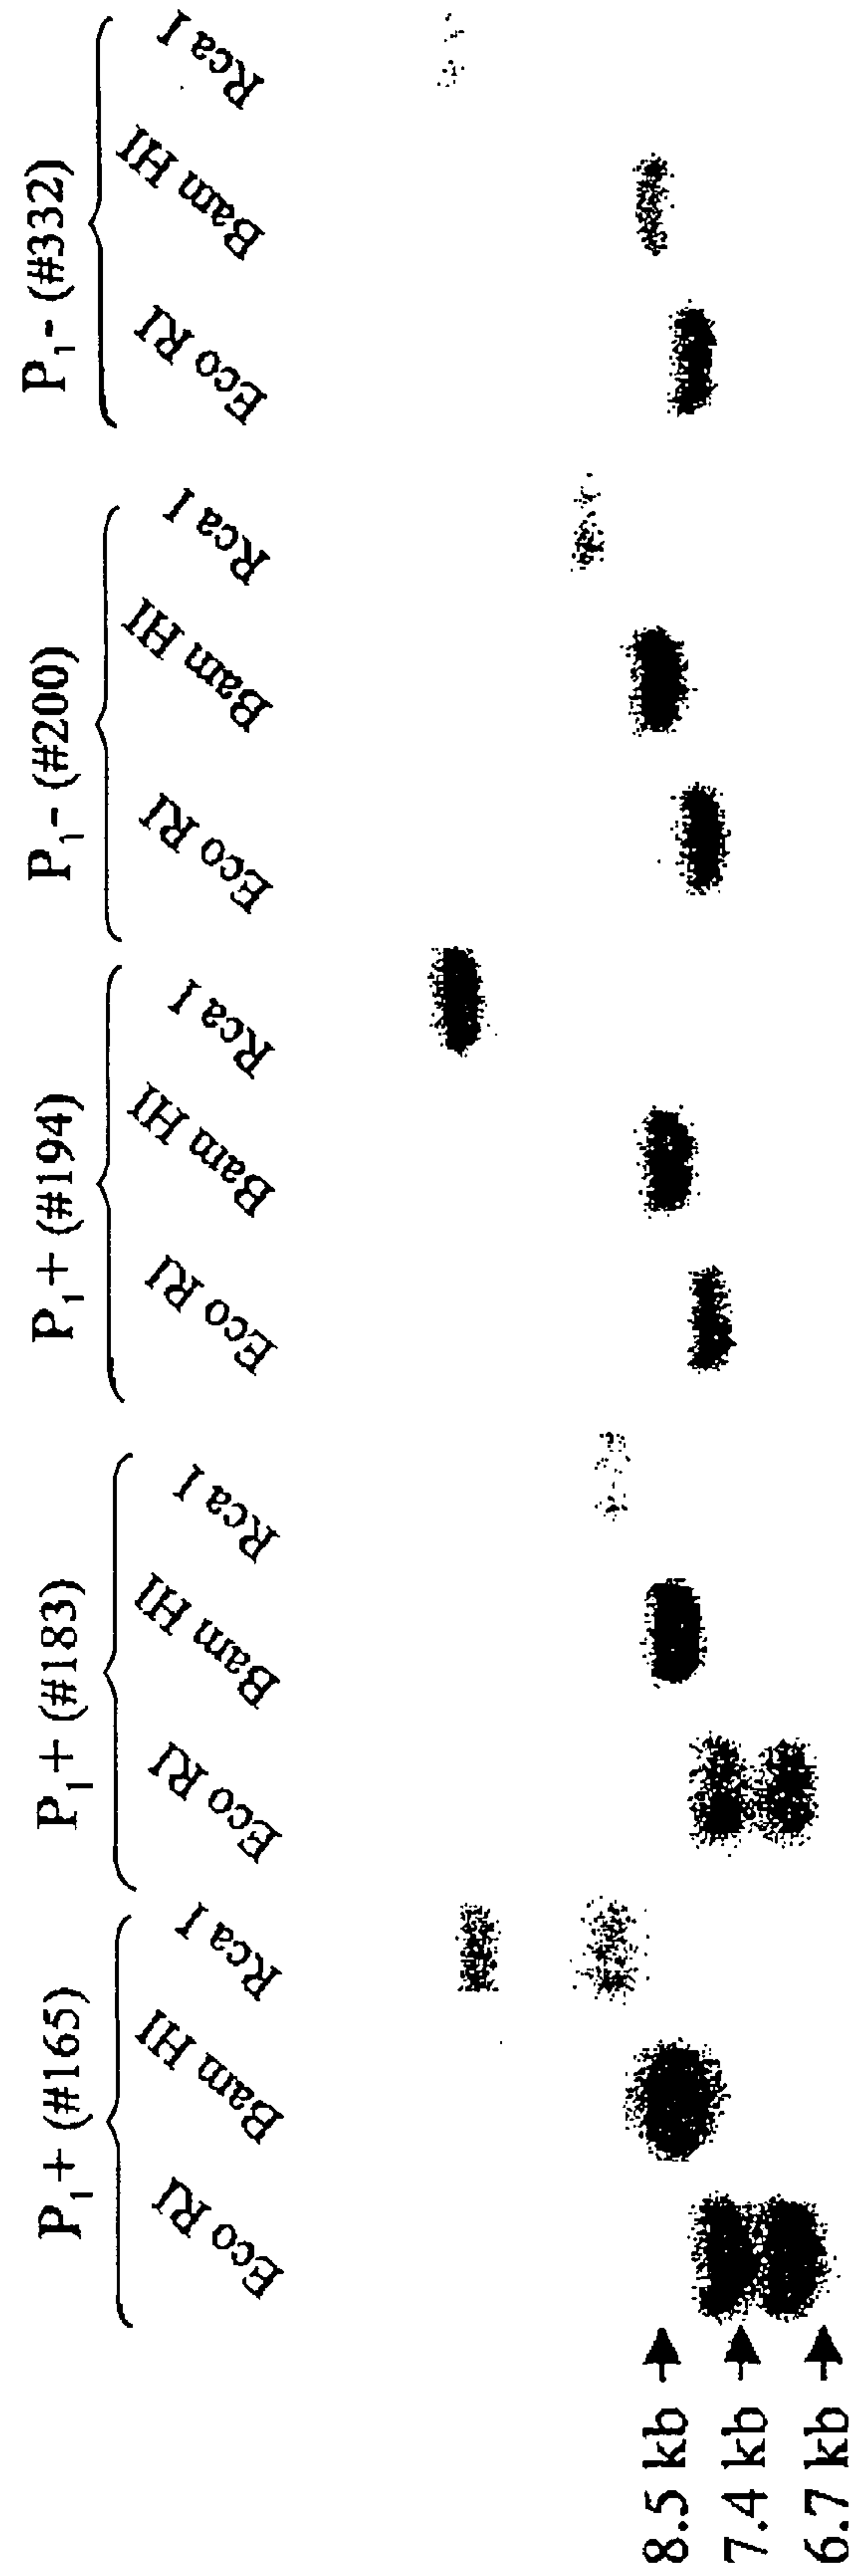 P1+ (#165)
Eco RI
Bam HI
Rca I
P1+ (#183)
Eco RI
Bam HI
Rca I
P1+ (#194)
Eco RI
Bam HI
Rca I
P1- (#200)
Eco RI
Bam HI
Rca I
P1- (#332)
Eco RI
Bam HI
Rca I
8.5 kb
7.4 kb
6.7 kb